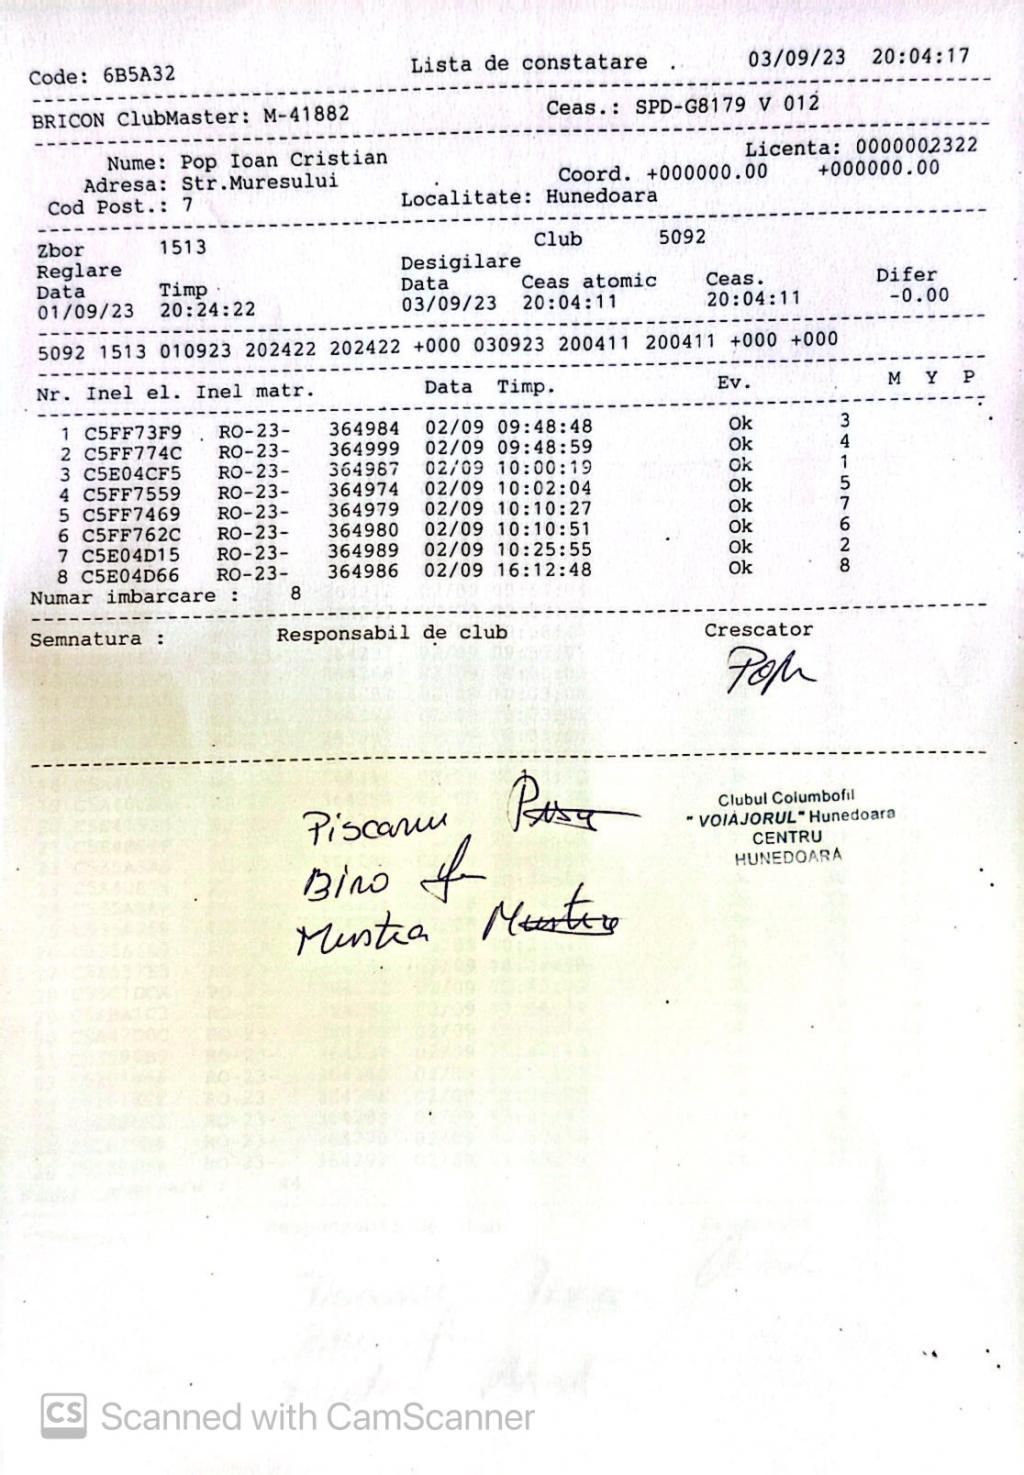 Code: 6B5A32 Lista de constatare . 03/09/23 20:04:17
BRICON ClubMaster: M-41882 Ceas.: SPD-G8179 V 012
Nume: Pop Ioan Cristian Licenta: 0000002322
Adresa: Str.Muresului Coord. +000000.00 +000000.00
Cod Post.: 7 Localitate: Hunedoara
Zbor 1513 Club 5092
Reglare Desigilare
Data Timp Data Ceas atomic Ceas. Difer
01/09/23 20:24:22 03/09/23 20:04:11 20:04:11 -0.00
5092 1513 010923 202422 202422 +000 030923 200411 200411 +000 +000
Nr. Inel el. Inel matr. Data Timp. Ev. M Y P
1 C5FF73F9 RO-23- 364984 02/09 09:48:48 Ok 3
2 C5FF774C RO-23- 364999 02/09 09:48:59 Ok 4
3 C5E04CF5 RO-23- 364987 02/09 10:00:19 Ok 1
4 C5FF7559 RO-23- 364974 02/09 10:02:04 Ok 5
5 C5FF7469 RO-23- 364979 02/09 10:10:27 Ok 7
6 C5FF762C RO-23- 364980 02/09 10:10:51 Ok 6
7 C5E04D15 RO-23- 364989 02/09 10:25:55 Ok 2
8 C5E04D66 RO-23- 364986 02/09 16:12:48 Ok 8
Numar imbarcare : 8
Semnatura : Responsabil de club Crescator
Pop
Clubul Columbofil
"VOIAJORUL" Hunedoara
CENTRU
HUNEDOARA
Piscanu
Biro
Mustea Mustea
CS Scanned with CamScanner